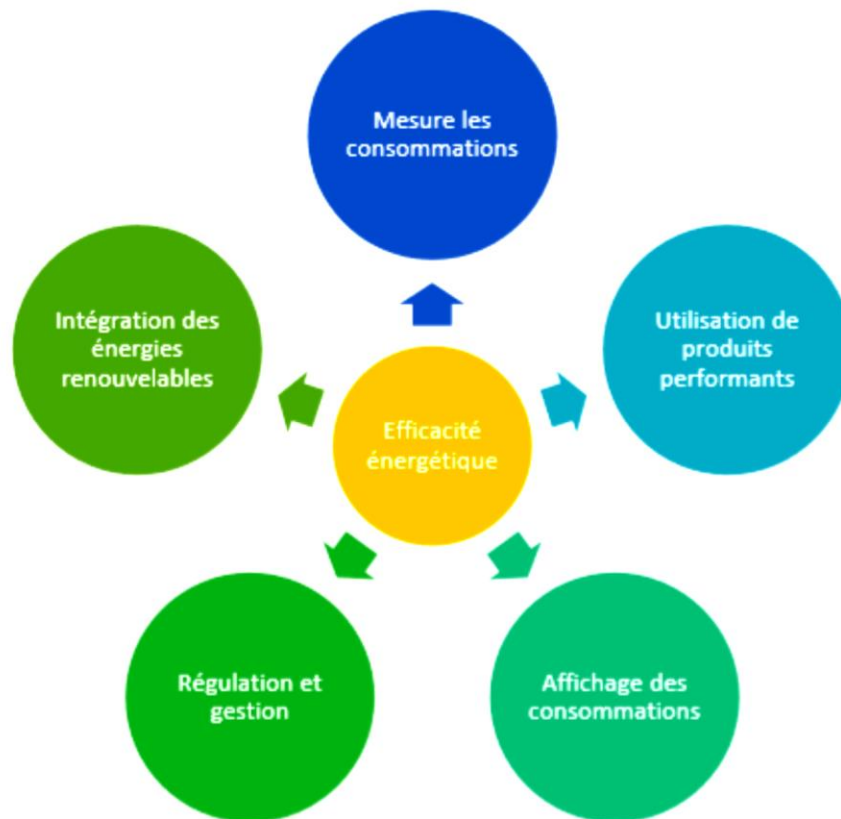 Mesure les
consommations
Utilisation de
produits
performants
Affichage des
consommations
Régulation et
gestion
Intégration des
énergies
renouvelables
Efficacité
énergétique